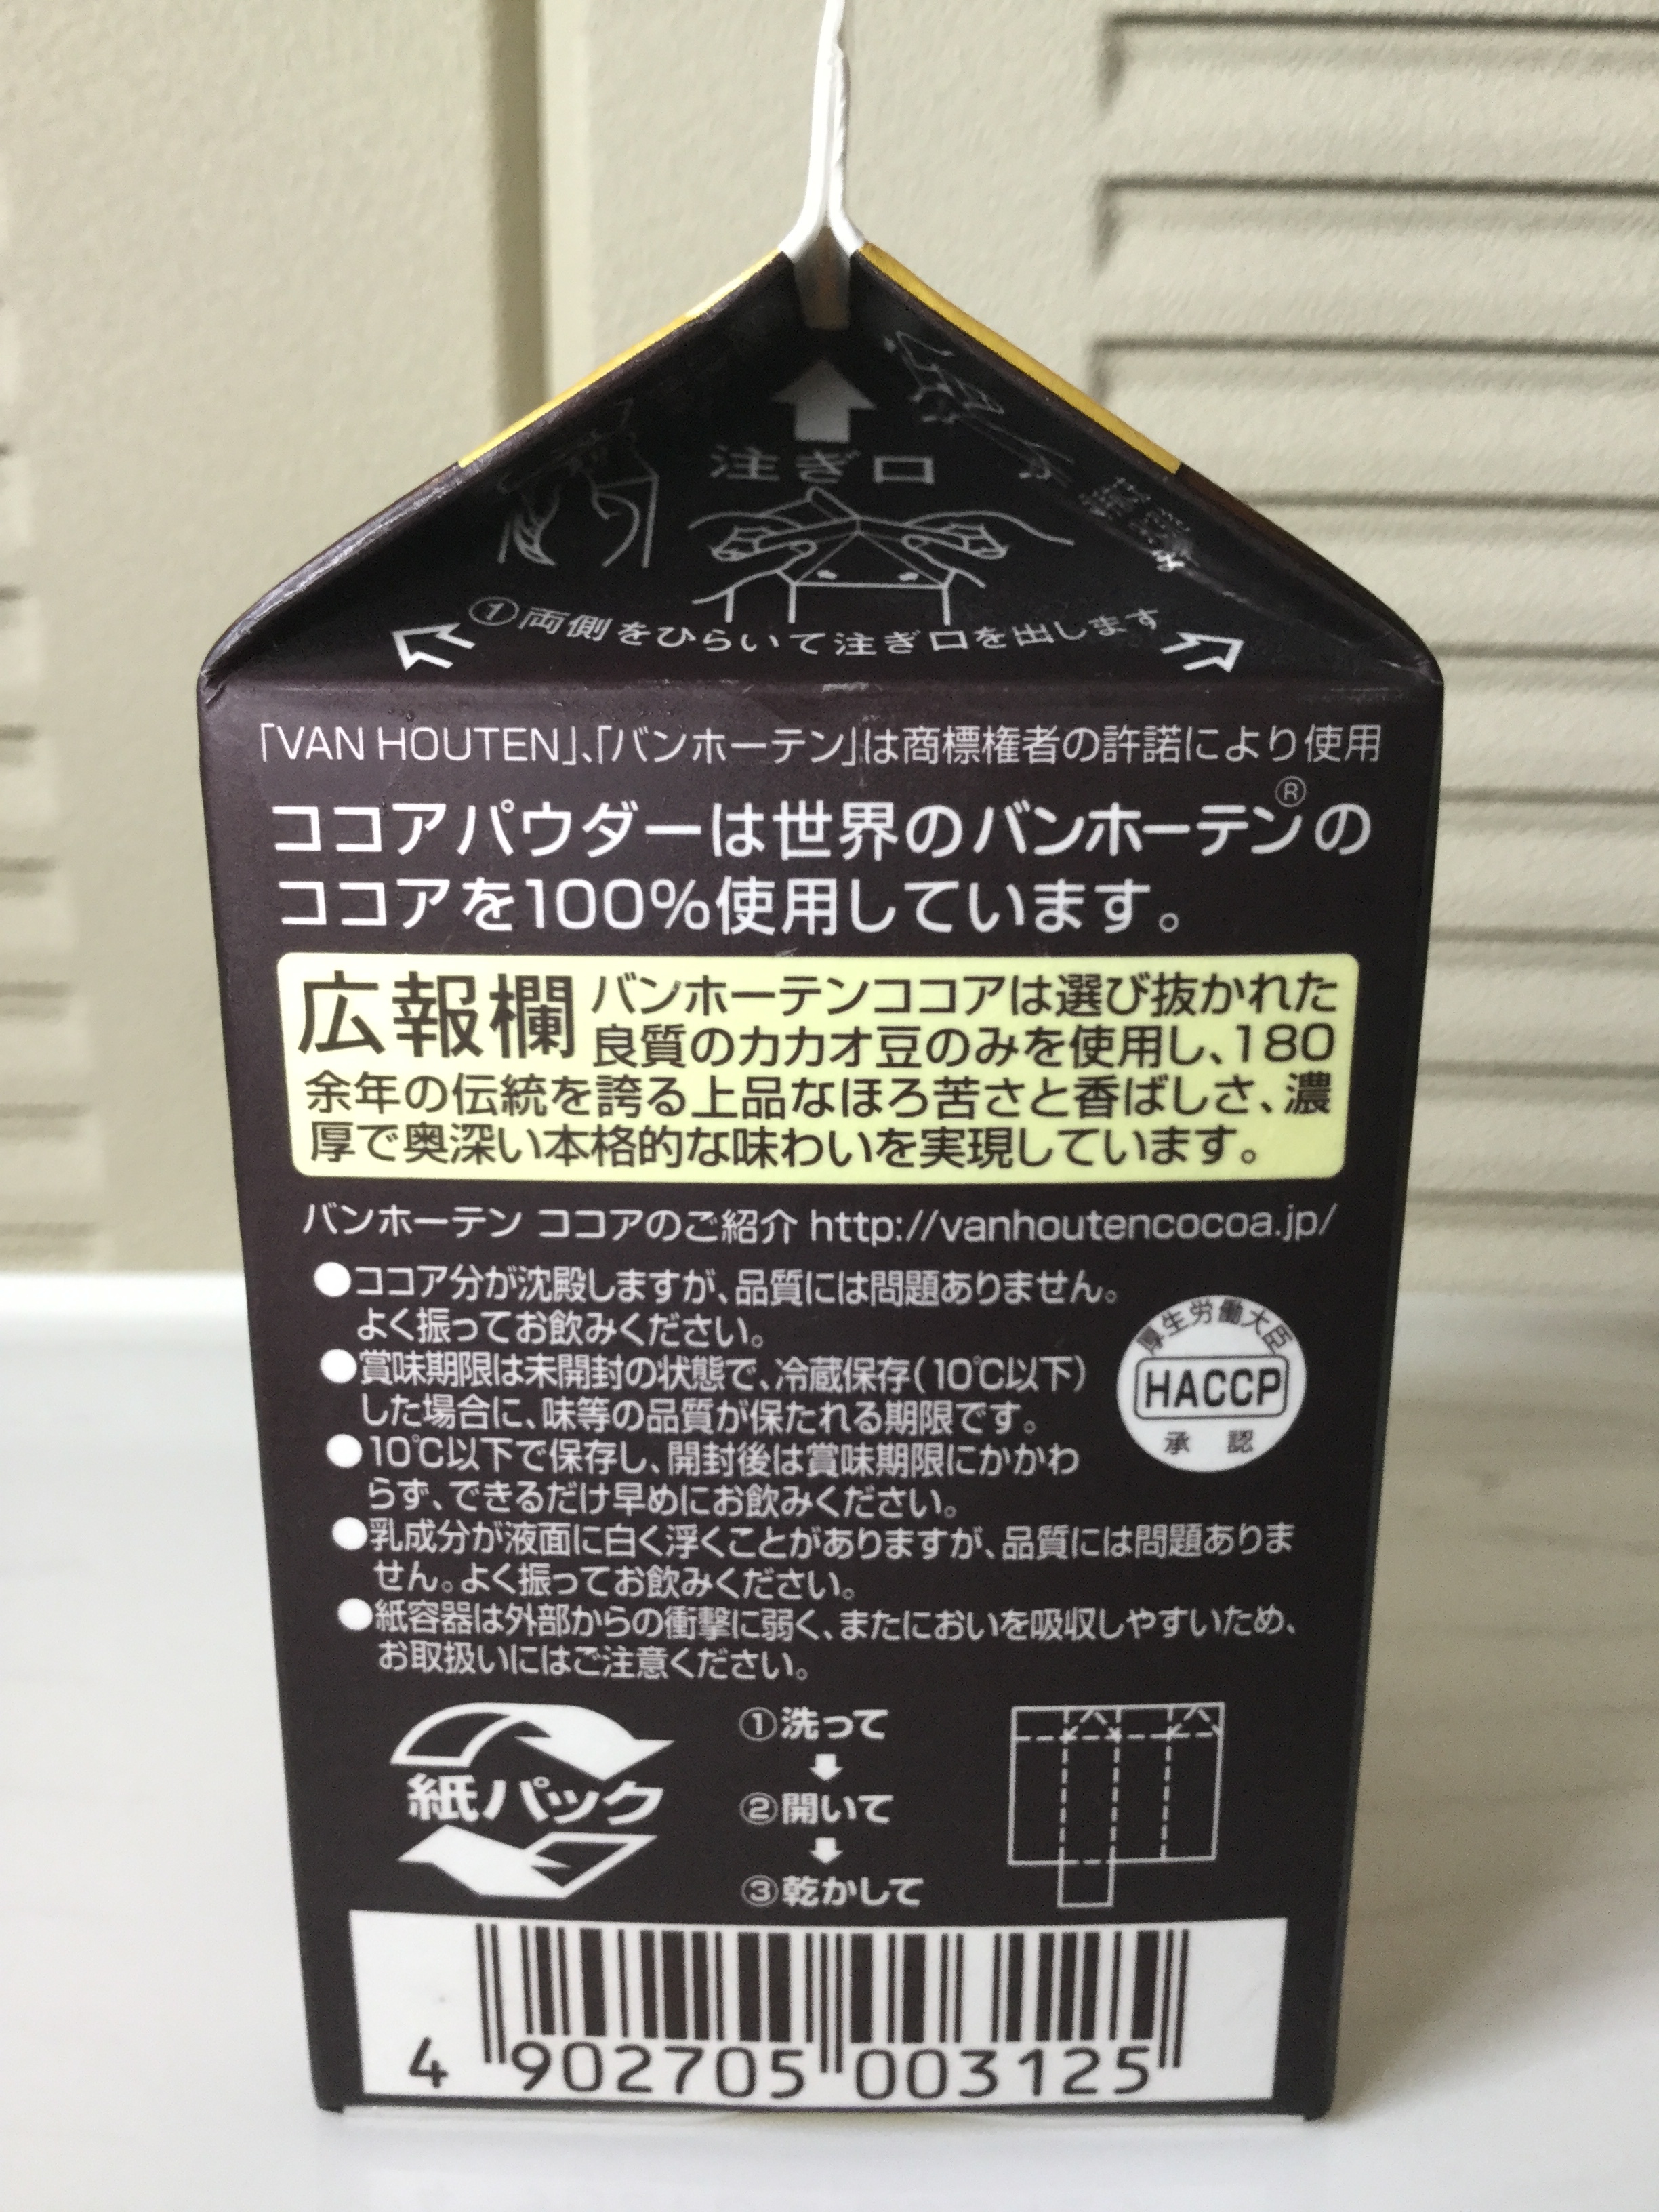 注ぎ口
①両側をひらいて注ぎ口を出します
「VAN HOUTEN」、「バンホーテン」は商標権者の許諾により使用
ココアパウダーは世界のバンホーテン®の
ココアを100%使用しています。
広報欄 バンホーテンココアは選び抜かれた
良質のカカオ豆のみを使用し、180
余年の伝統を誇る上品なほろ苦さと香ばしさ、濃
厚で奥深い本格的な味わいを実現しています。
バンホーテン ココアのご紹介 http://vanhoutencocoa.jp/
●ココア分が沈殿しますが、品質には問題ありません。
よく振ってお飲みください。
●賞味期限は未開封の状態で、冷蔵保存(10℃以下)
した場合に、味等の品質が保たれる期限です。
●10℃以下で保存し、開封後は賞味期限にかかわ
らず、できるだけ早めにお飲みください。
●乳成分が液面に白く浮くことがありますが、品質には問題ありま
せん。よく振ってお飲みください。
●紙容器は外部からの衝撃に弱く、またにおいを吸収しやすいため、
お取扱いにはご注意ください。
厚生労働大臣
HACCP
承認
紙パック
①洗って
②開いて
③乾かして
4 902705 003125